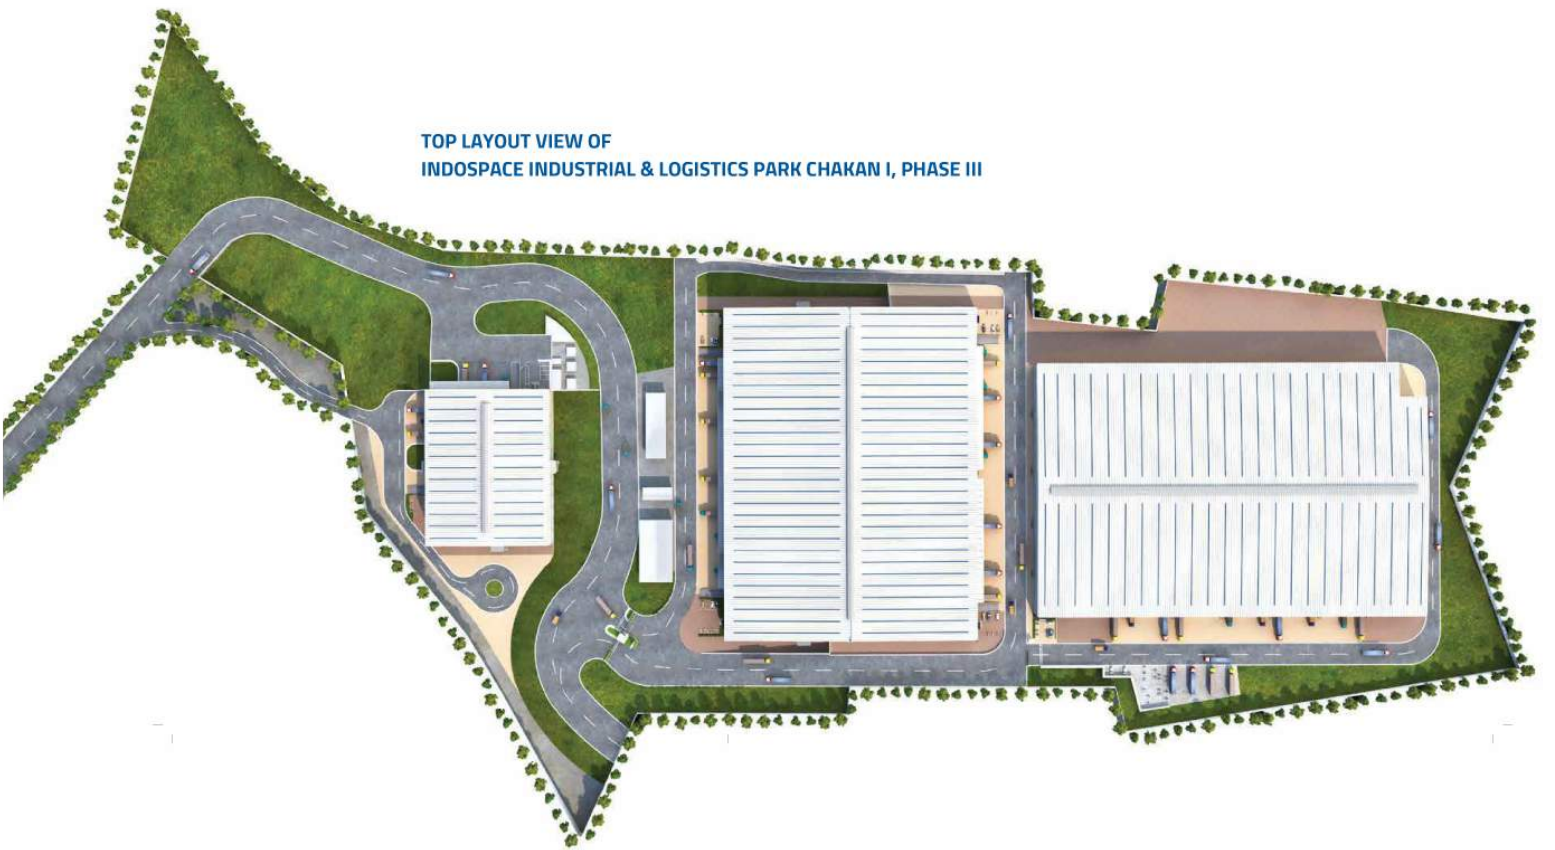 TOP LAYOUT VIEW OF
INDOSPACE INDUSTRIAL & LOGISTICS PARK CHAKAN I, PHASE III